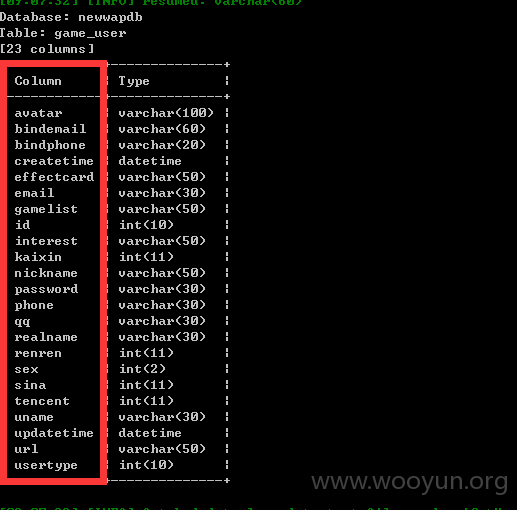 [09:07:32] [INFO] resumed: varchar(60)
Database: newwapdb
Table: game_user
[23 columns]
Column | Type
avatar | varchar(100)
bindemail | varchar(60)
bindphone | varchar(20)
createtime | datetime
effectcard | varchar(50)
email | varchar(30)
gamelist | varchar(50)
id | int(10)
interest | varchar(50)
kaixin | int(11)
nickname | varchar(50)
password | varchar(30)
phone | varchar(30)
qq | varchar(30)
realname | varchar(30)
renren | int(11)
sex | int(2)
sina | int(11)
tencent | int(11)
uname | varchar(30)
updatetime | datetime
url | varchar(50)
usertype | int(10)
www.wooyun.org